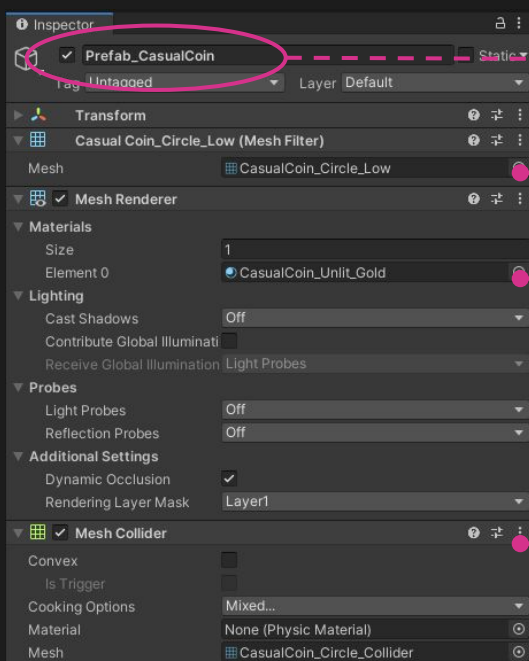 Inspector
Prefab_CasualCoin Static
Tag Untagged Layer Default
Transform
Casual Coin_Circle_Low (Mesh Filter)
Mesh CasualCoin_Circle_Low
Mesh Renderer
Materials
Size 1
Element 0 CasualCoin_Unlit_Gold
Lighting
Cast Shadows Off
Contribute Global Illuminati
Receive Global Illumination Light Probes
Probes
Light Probes Off
Reflection Probes Off
Additional Settings
Dynamic Occlusion
Rendering Layer Mask Layer1
Mesh Collider
Convex
Is Trigger
Cooking Options Mixed...
Material None (Physic Material)
Mesh CasualCoin_Circle_Collider